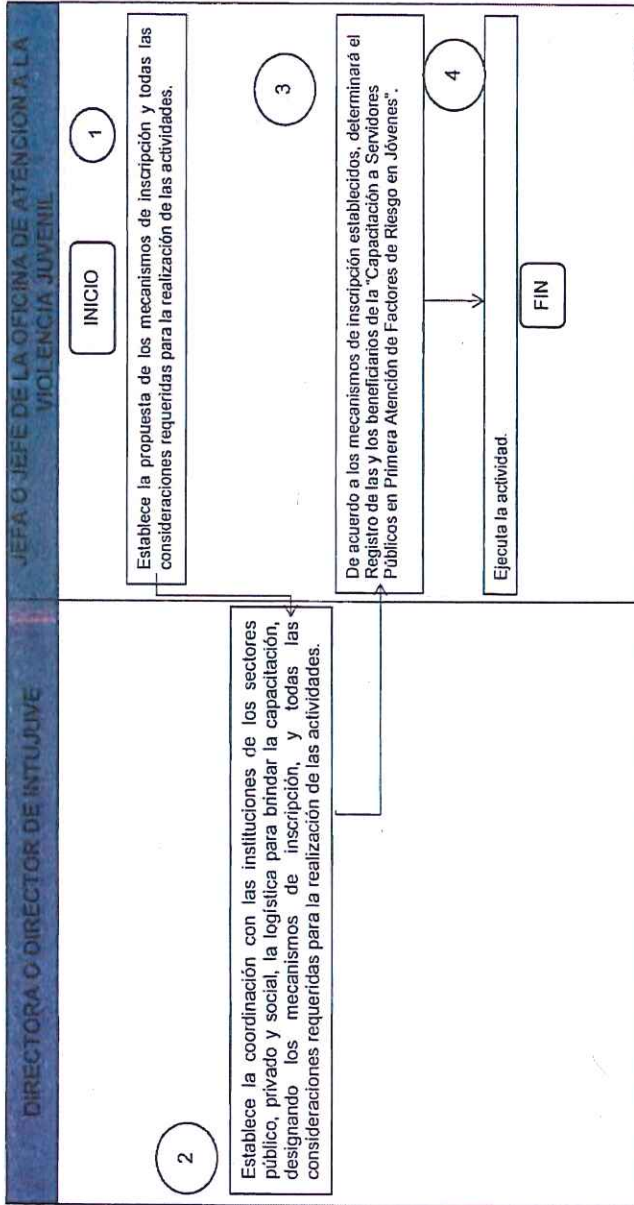 DIRECTORA O DIRECTOR DE INTUJUVE
JEFA O JEFE DE LA OFICINA DE ATENCIÓN A LA
VIOLENCIA JUVENIL
INICIO
1
Establece la propuesta de los mecanismos de inscripción y todas las
consideraciones requeridas para la realización de las actividades.
2
Establece la coordinación con las instituciones de los sectores
público, privado y social, la logística para brindar la capacitación,
designando los mecanismos de inscripción, y todas las
consideraciones requeridas para la realización de las actividades.
3
De acuerdo a los mecanismos de inscripción establecidos, determinará el
Registro de las y los beneficiarios de la "Capacitación a Servidores
Públicos en Primera Atención de Factores de Riesgo en Jóvenes".
4
Ejecuta la actividad.
FIN